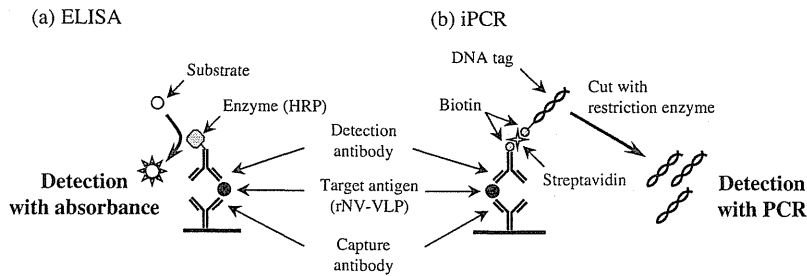 (a) ELISA
(b) iPCR
Substrate
Enzyme (HRP)
Detection
with absorbance
Detection
antibody
Target antigen
(rNV-VLP)
Capture
antibody
DNA tag
Biotin
Cut with
restriction enzyme
Streptavidin
Detection
with PCR